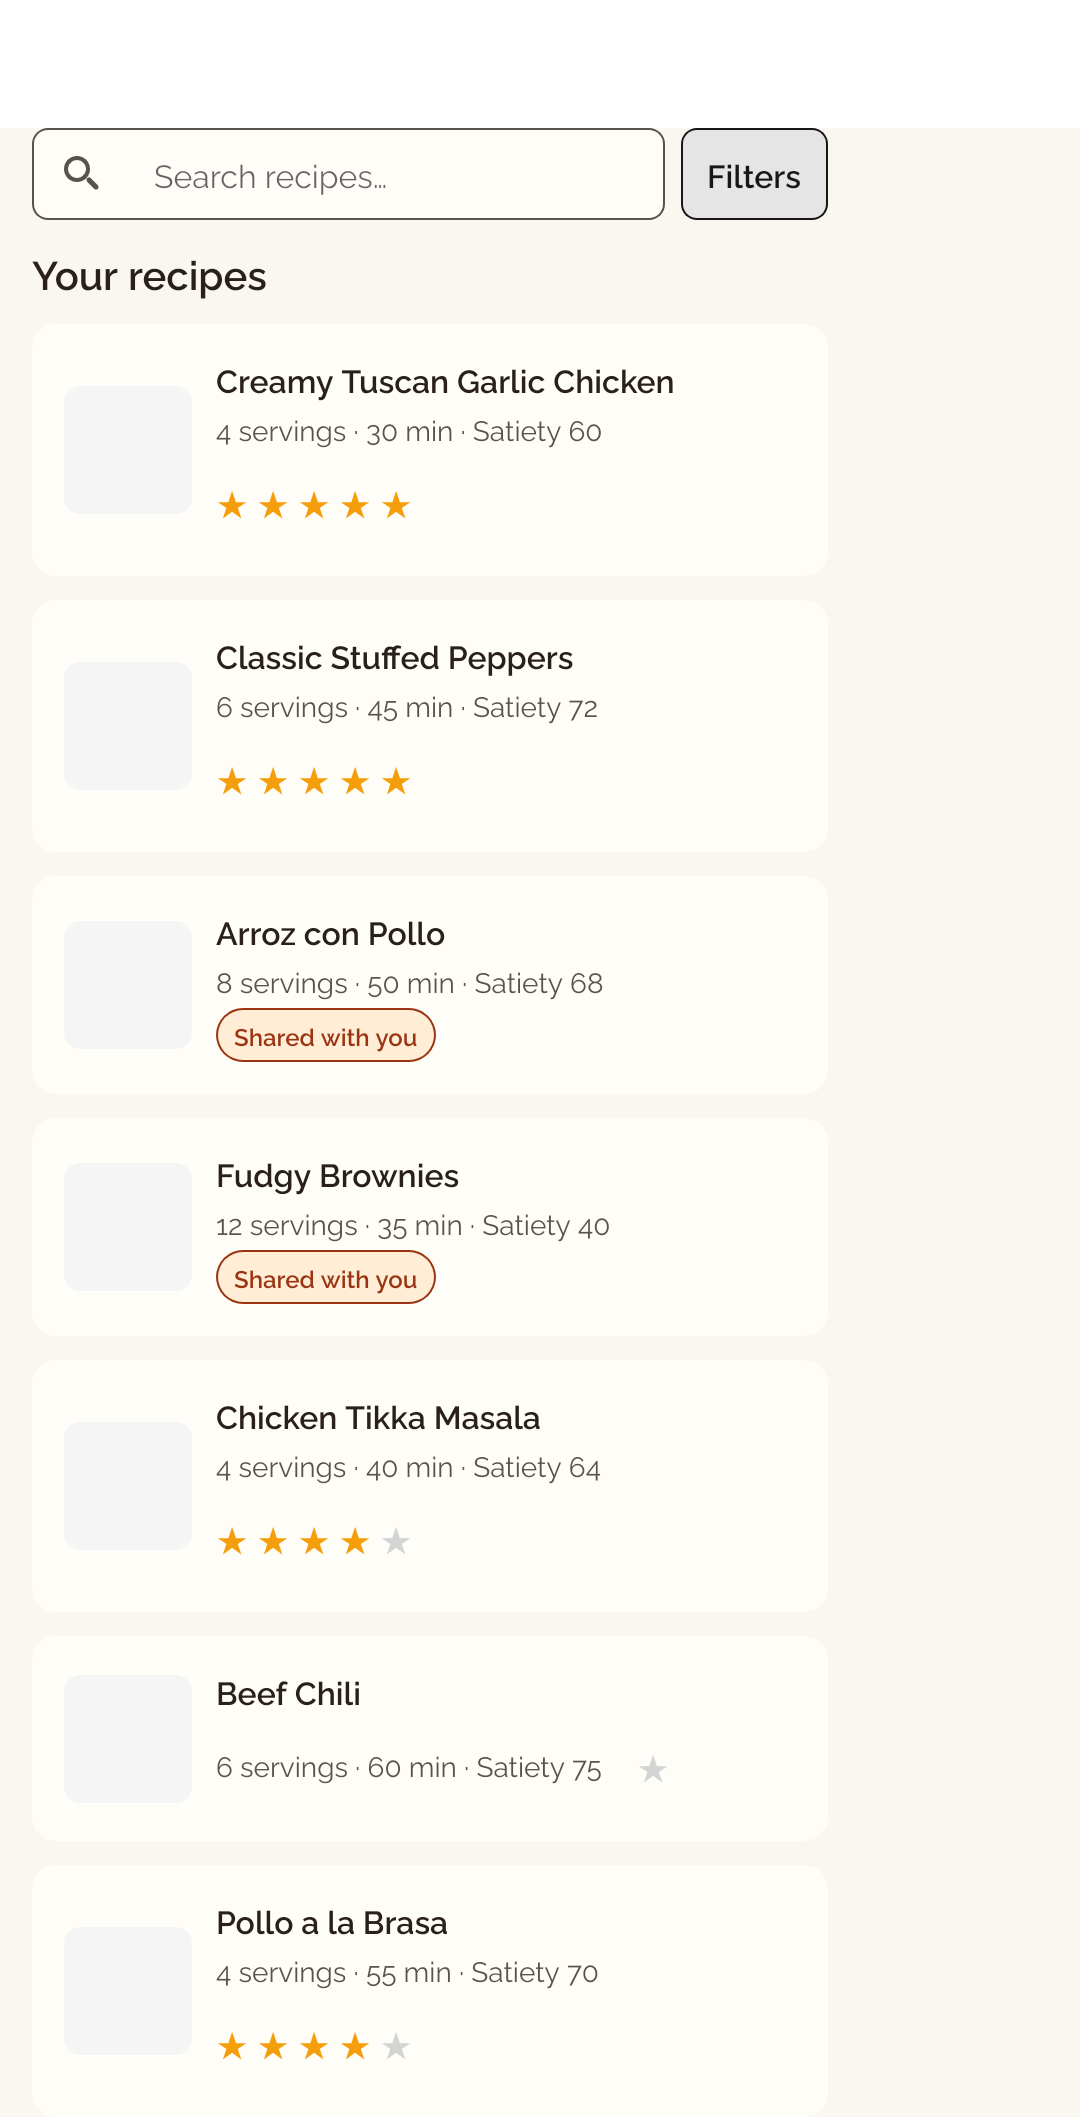 Search recipes...
Filters
Your recipes
Creamy Tuscan Garlic Chicken
4 servings · 30 min · Satiety 60
★ ★ ★ ★ ★
Classic Stuffed Peppers
6 servings · 45 min · Satiety 72
★ ★ ★ ★ ★
Arroz con Pollo
8 servings · 50 min · Satiety 68
Shared with you
Fudgy Brownies
12 servings · 35 min · Satiety 40
Shared with you
Chicken Tikka Masala
4 servings · 40 min · Satiety 64
★ ★ ★ ★ ★
Beef Chili
6 servings · 60 min · Satiety 75 ★
Pollo a la Brasa
4 servings · 55 min · Satiety 70
★ ★ ★ ★ ★